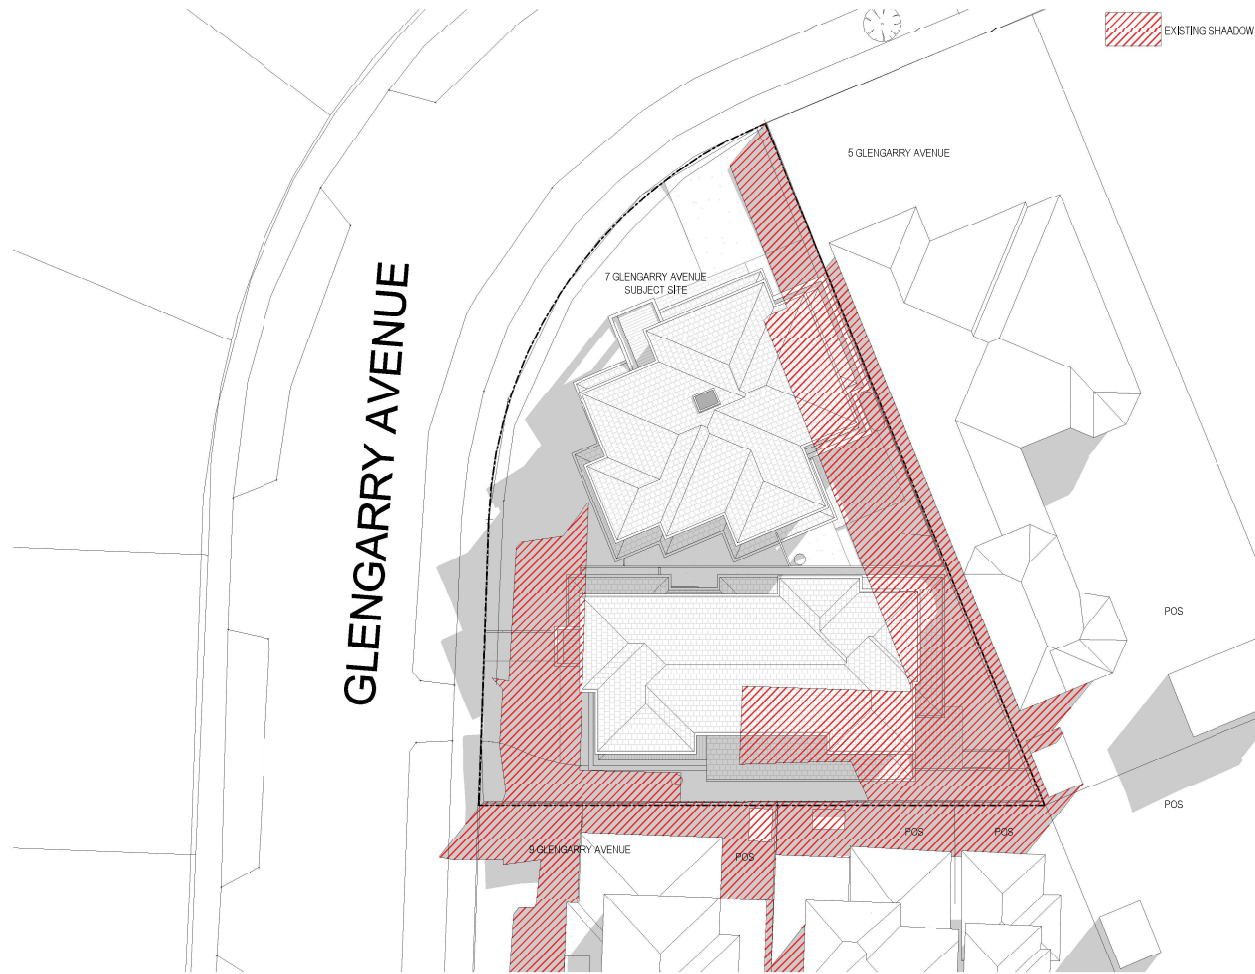 EXISTING SHAADOW
5 GLENGARRY AVENUE
7 GLENGARRY AVENUE
SUBJECT SITE
GLENGARRY AVENUE
POS
POS
POS
POS
9 GLENGARRY AVENUE
POS